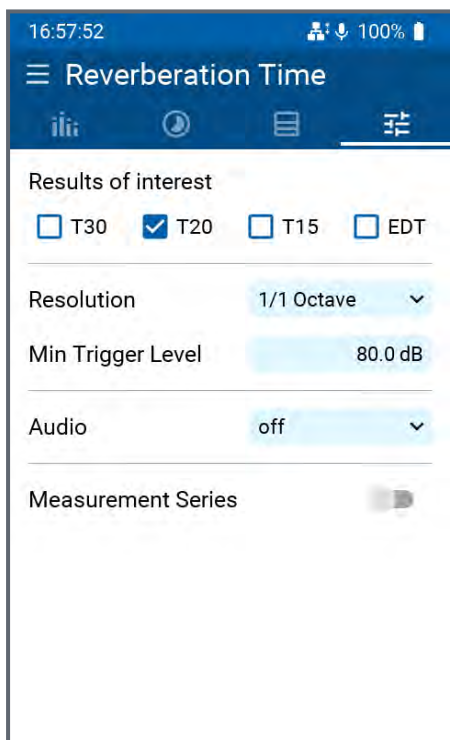 16:57:52 100%
Reverberation Time
Results of interest
T30 T20 T15 EDT
Resolution 1/1 Octave
Min Trigger Level 80.0 dB
Audio off
Measurement Series